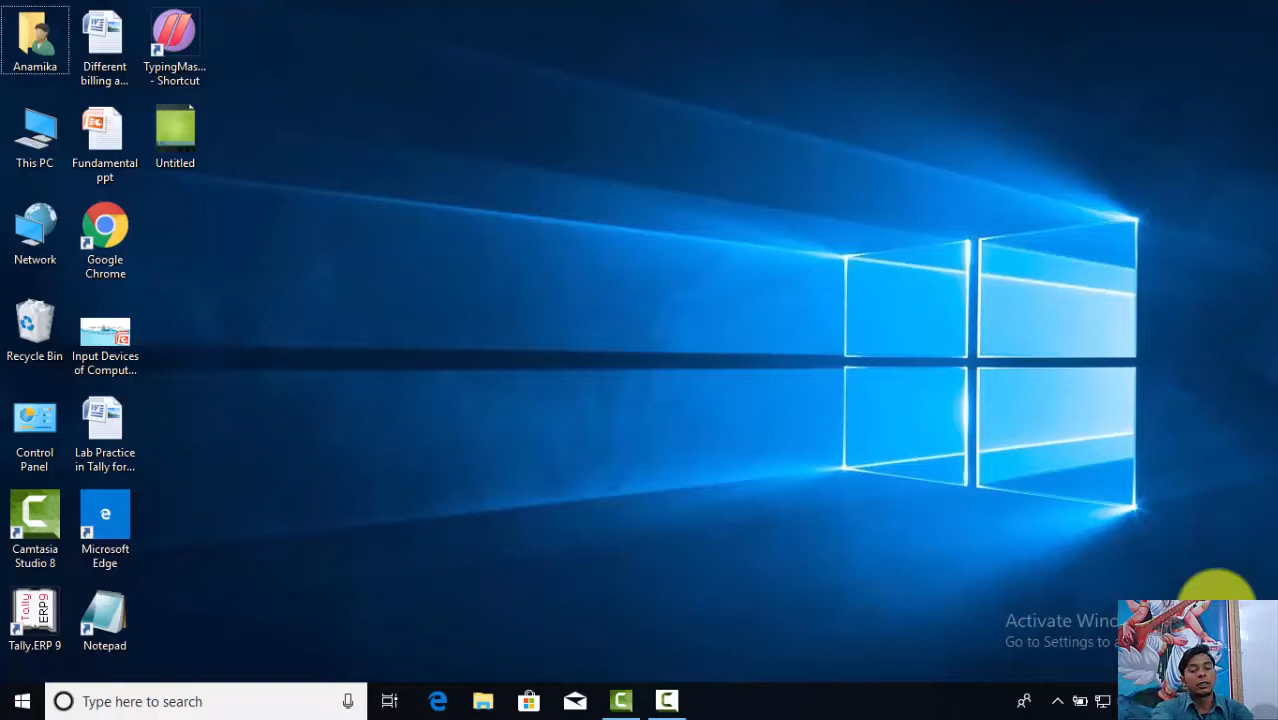 Anamika
Different
billing a...
TypingMas...
- Shortcut
This PC
Fundamental
ppt
Untitled
Network
Google
Chrome
Recycle Bin
Input Devices
of Comput...
Control
Panel
Lab Practice
in Tally for...
Camtasia
Studio 8
Microsoft
Edge
Tally
ERP9
Tally.ERP 9
Notepad
Activate Wind
Go to Settings to a
Type here to search